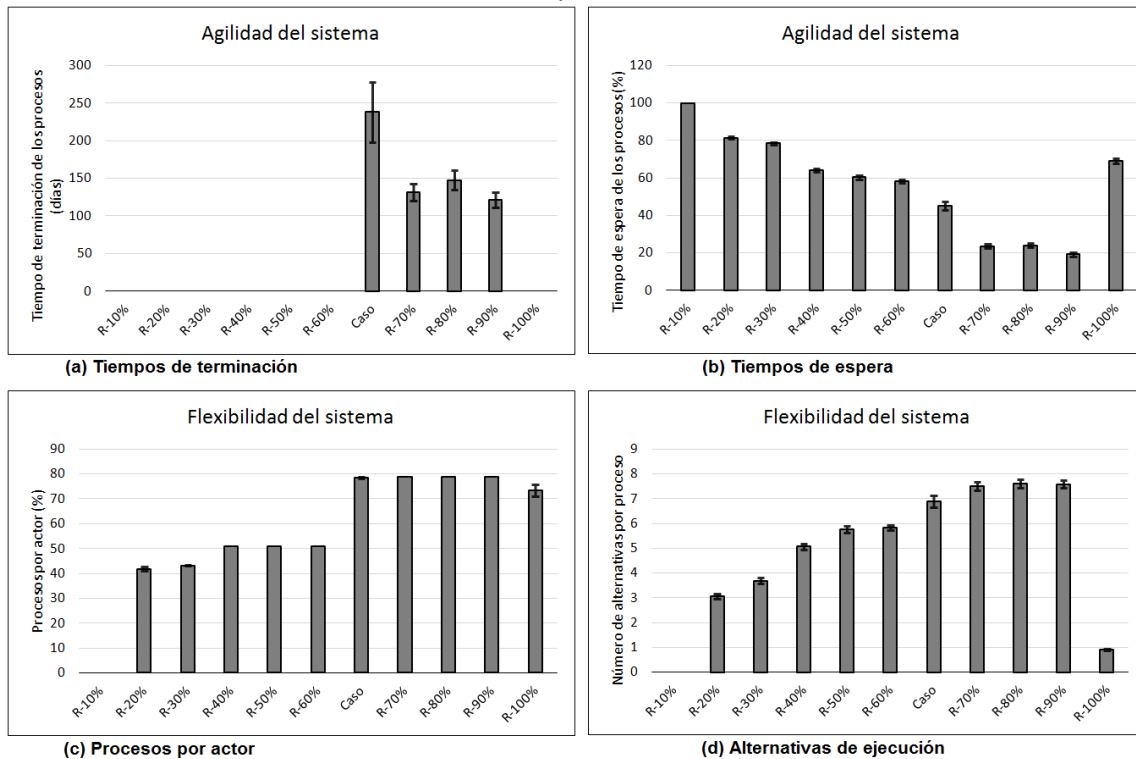 Agilidad del sistema
Tiempo de terminación de los procesos
(días)
300
250
200
150
100
50
0
R-10%
R-20%
R-30%
R-40%
R-50%
R-60%
Caso
R-70%
R-80%
R-90%
R-100%
(a) Tiempos de terminación
Agilidad del sistema
Tiempo de espera de los procesos (%)
120
100
80
60
40
20
0
R-10%
R-20%
R-30%
R-40%
R-50%
R-60%
Caso
R-70%
R-80%
R-90%
R-100%
(b) Tiempos de espera
Flexibilidad del sistema
Procesos por actor (%)
90
80
70
60
50
40
30
20
10
0
R-10%
R-20%
R-30%
R-40%
R-50%
R-60%
Caso
R-70%
R-80%
R-90%
R-100%
(c) Procesos por actor
Flexibilidad del sistema
Número de alternativas por proceso
9
8
7
6
5
4
3
2
1
0
R-10%
R-20%
R-30%
R-40%
R-50%
R-60%
Caso
R-70%
R-80%
R-90%
R-100%
(d) Alternativas de ejecución